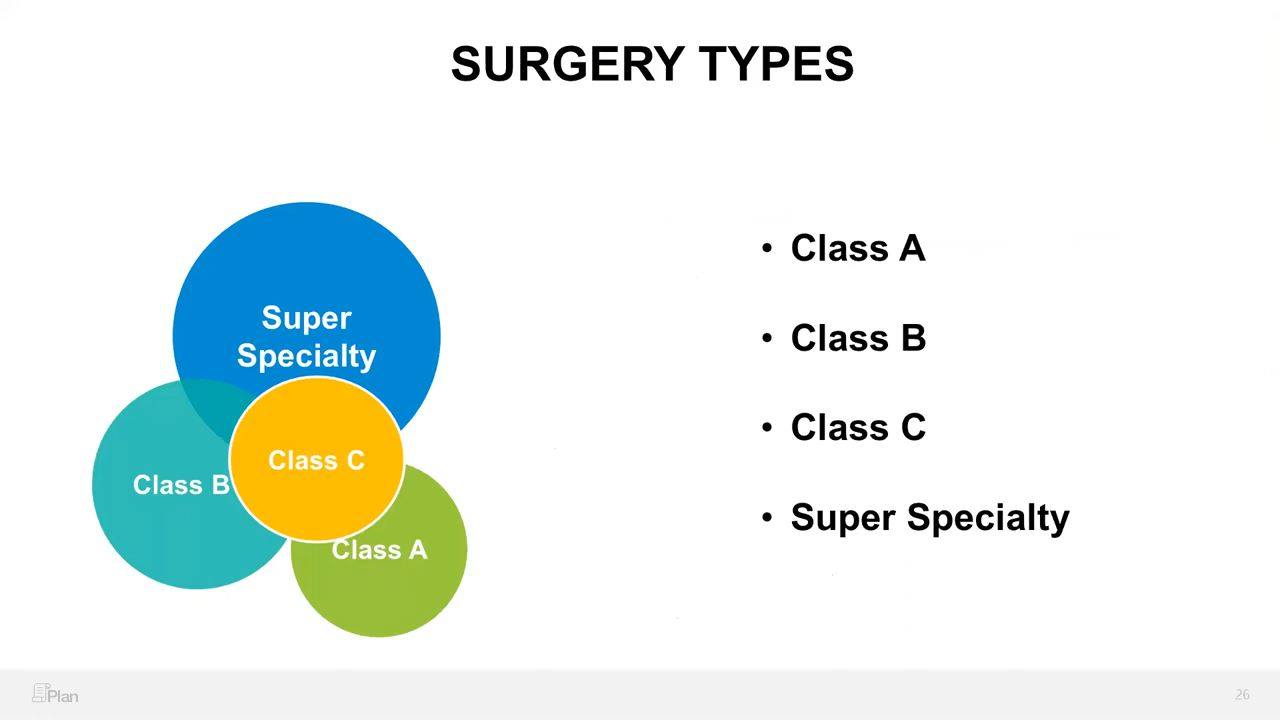 SURGERY TYPES
Super
Specialty
Class B
Class C
Class A
• Class A
• Class B
• Class C
• Super Specialty
Plan
26